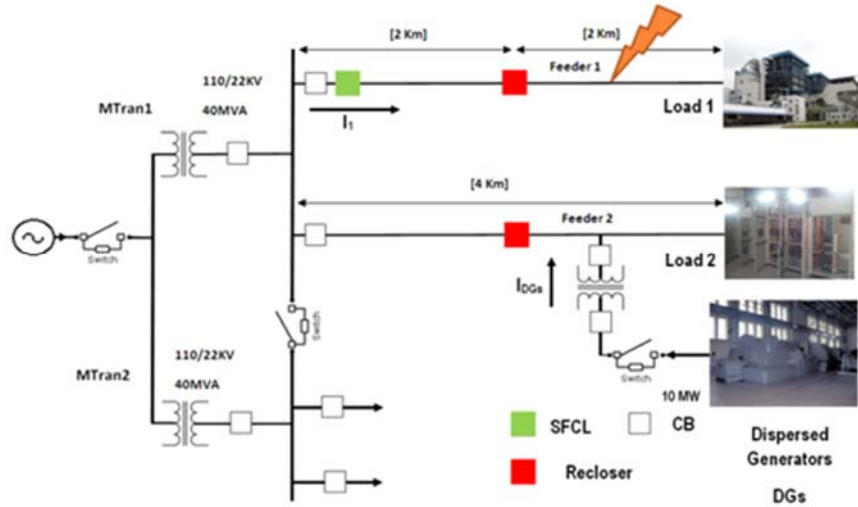 [2 Km]
[2 Km]
Feeder 1
110/22KV
MTran1
40MVA
I1
Load 1
[4 Km]
Feeder 2
Switch
Load 2
IDGs
Switch
110/22KV
MTran2
40MVA
Switch
10 MW
SFCL
CB
Dispersed
Generators
Recloser
DGs